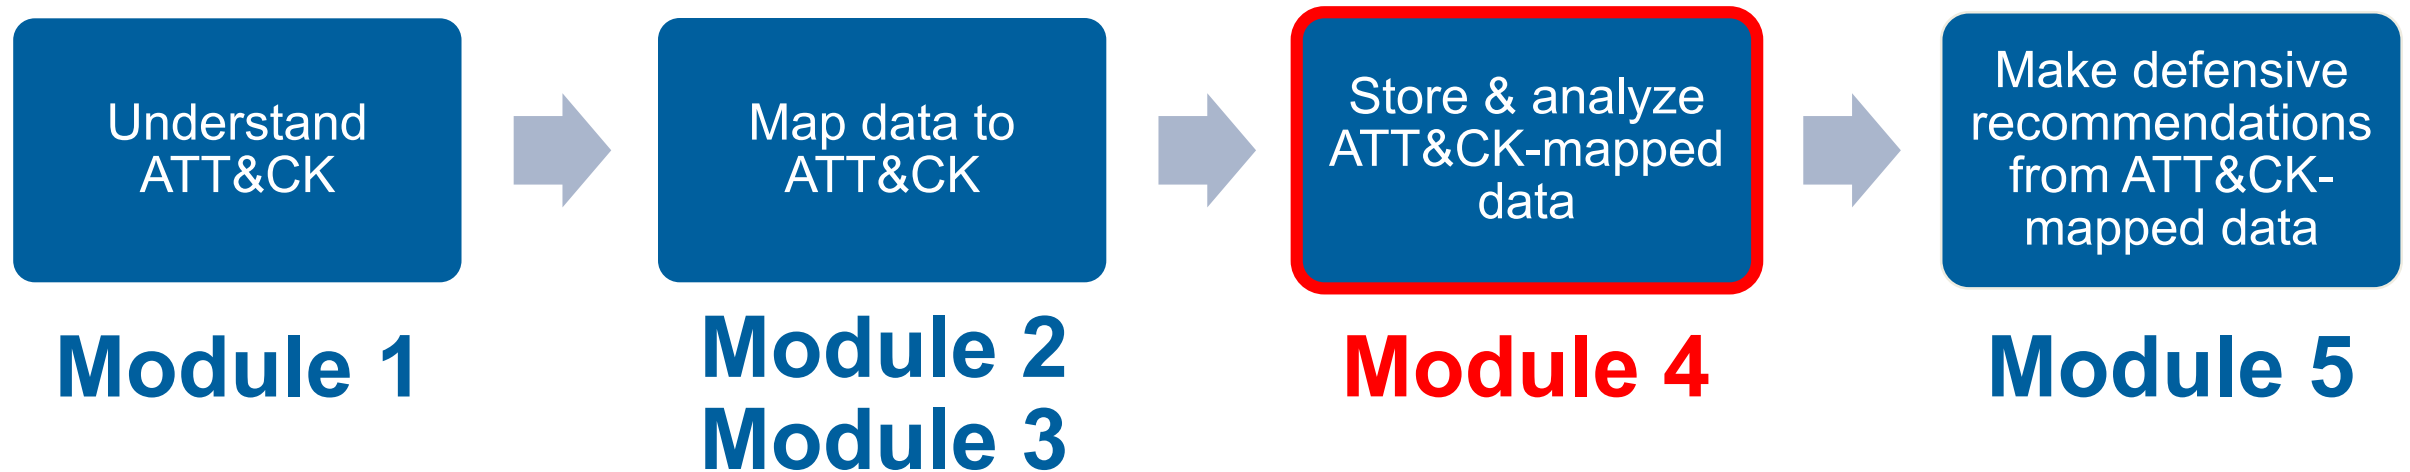 Understand
ATT&CK
Map data to
ATT&CK
Store & analyze
ATT&CK-mapped
data
Make defensive
recommendations
from ATT&CK-
mapped data
Module 1
Module 2
Module 3
Module 4
Module 5